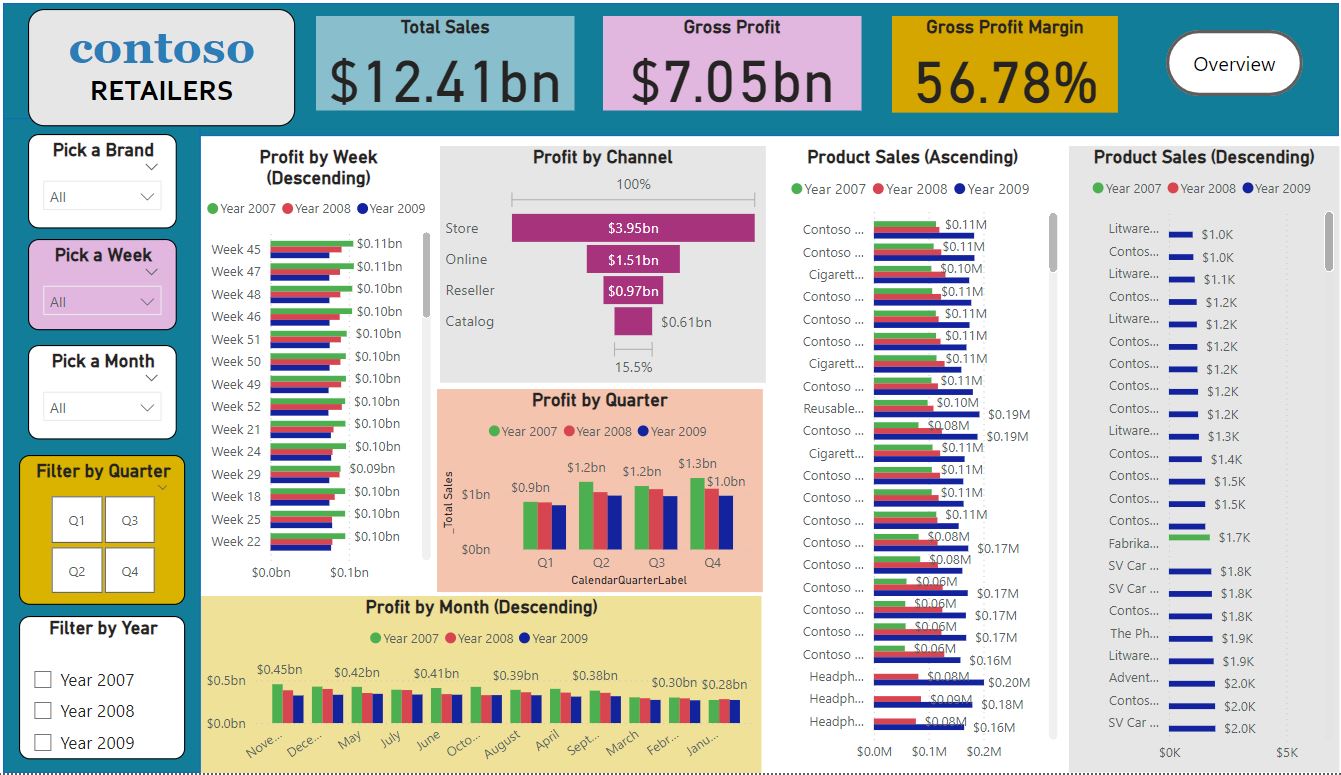 contoso
RETAILERS
Total Sales
$12.41bn
Gross Profit
$7.05bn
Gross Profit Margin
56.78%
Overview
Pick a Brand
All
Pick a Week
All
Pick a Month
All
Filter by Quarter
Q1
Q3
Q2
Q4
Filter by Year
Year 2007
Year 2008
Year 2009
Profit by Week
(Descending)
Year 2007 Year 2008 Year 2009
Week 45 $0.11bn
Week 47 $0.11bn
Week 48 $0.10bn
Week 46 $0.10bn
Week 51 $0.10bn
Week 50 $0.10bn
Week 49 $0.10bn
Week 52 $0.10bn
Week 21 $0.10bn
Week 24 $0.10bn
Week 29 $0.09bn
Week 18 $0.10bn
Week 25 $0.10bn
Week 22 $0.10bn
$0.0bn $0.1bn
Profit by Channel
100%
Store $3.95bn
Online $1.51bn
Reseller $0.97bn
Catalog $0.61bn
15.5%
Profit by Quarter
Year 2007 Year 2008 Year 2009
_Total Sales
$1bn
$0bn
$0.9bn
$1.2bn
$1.2bn
$1.3bn
$1.0bn
Q1 Q2 Q3 Q4
CalendarQuarterLabel
Profit by Month (Descending)
Year 2007 Year 2008 Year 2009
$0.5bn
$0.0bn
$0.45bn $0.42bn $0.41bn $0.39bn $0.38bn $0.30bn $0.28bn
Nove... Dece... May July June Octo... August April Sept... March Febr... Janu...
Product Sales (Ascending)
Year 2007 Year 2008 Year 2009
Contoso ... $0.11M
Contoso ... $0.11M
Cigarett... $0.10M
Contoso ... $0.11M
Contoso ... $0.11M
Contoso ... $0.11M
Cigarett... $0.11M
Contoso ... $0.11M
Reusable... $0.10M $0.19M
Contoso ... $0.08M $0.19M
Cigarett... $0.11M
Contoso ... $0.11M
Contoso ... $0.11M
Contoso ... $0.11M
Contoso ... $0.08M $0.17M
Contoso ... $0.08M
Contoso ... $0.06M $0.17M
Contoso ... $0.06M $0.17M
Contoso ... $0.06M $0.17M
Contoso ... $0.06M $0.16M
Headph... $0.08M $0.20M
Headph... $0.09M $0.18M
Headph... $0.08M $0.16M
$0.0M $0.1M $0.2M
Product Sales (Descending)
Year 2007 Year 2008 Year 2009
Litware... $1.0K
Contos... $1.0K
Litware... $1.1K
Contos... $1.2K
Litware... $1.2K
Contos... $1.2K
Contos... $1.2K
Contos... $1.2K
Contos... $1.2K
Litware... $1.3K
Contos... $1.4K
Contos... $1.5K
Contos... $1.5K
Contos...
Fabrika... $1.7K
SV Car ... $1.8K
SV Car ... $1.8K
Contos... $1.8K
The Ph... $1.9K
Litware... $1.9K
Advent... $2.0K
Contos... $2.0K
SV Car ... $2.0K
$0K $5K